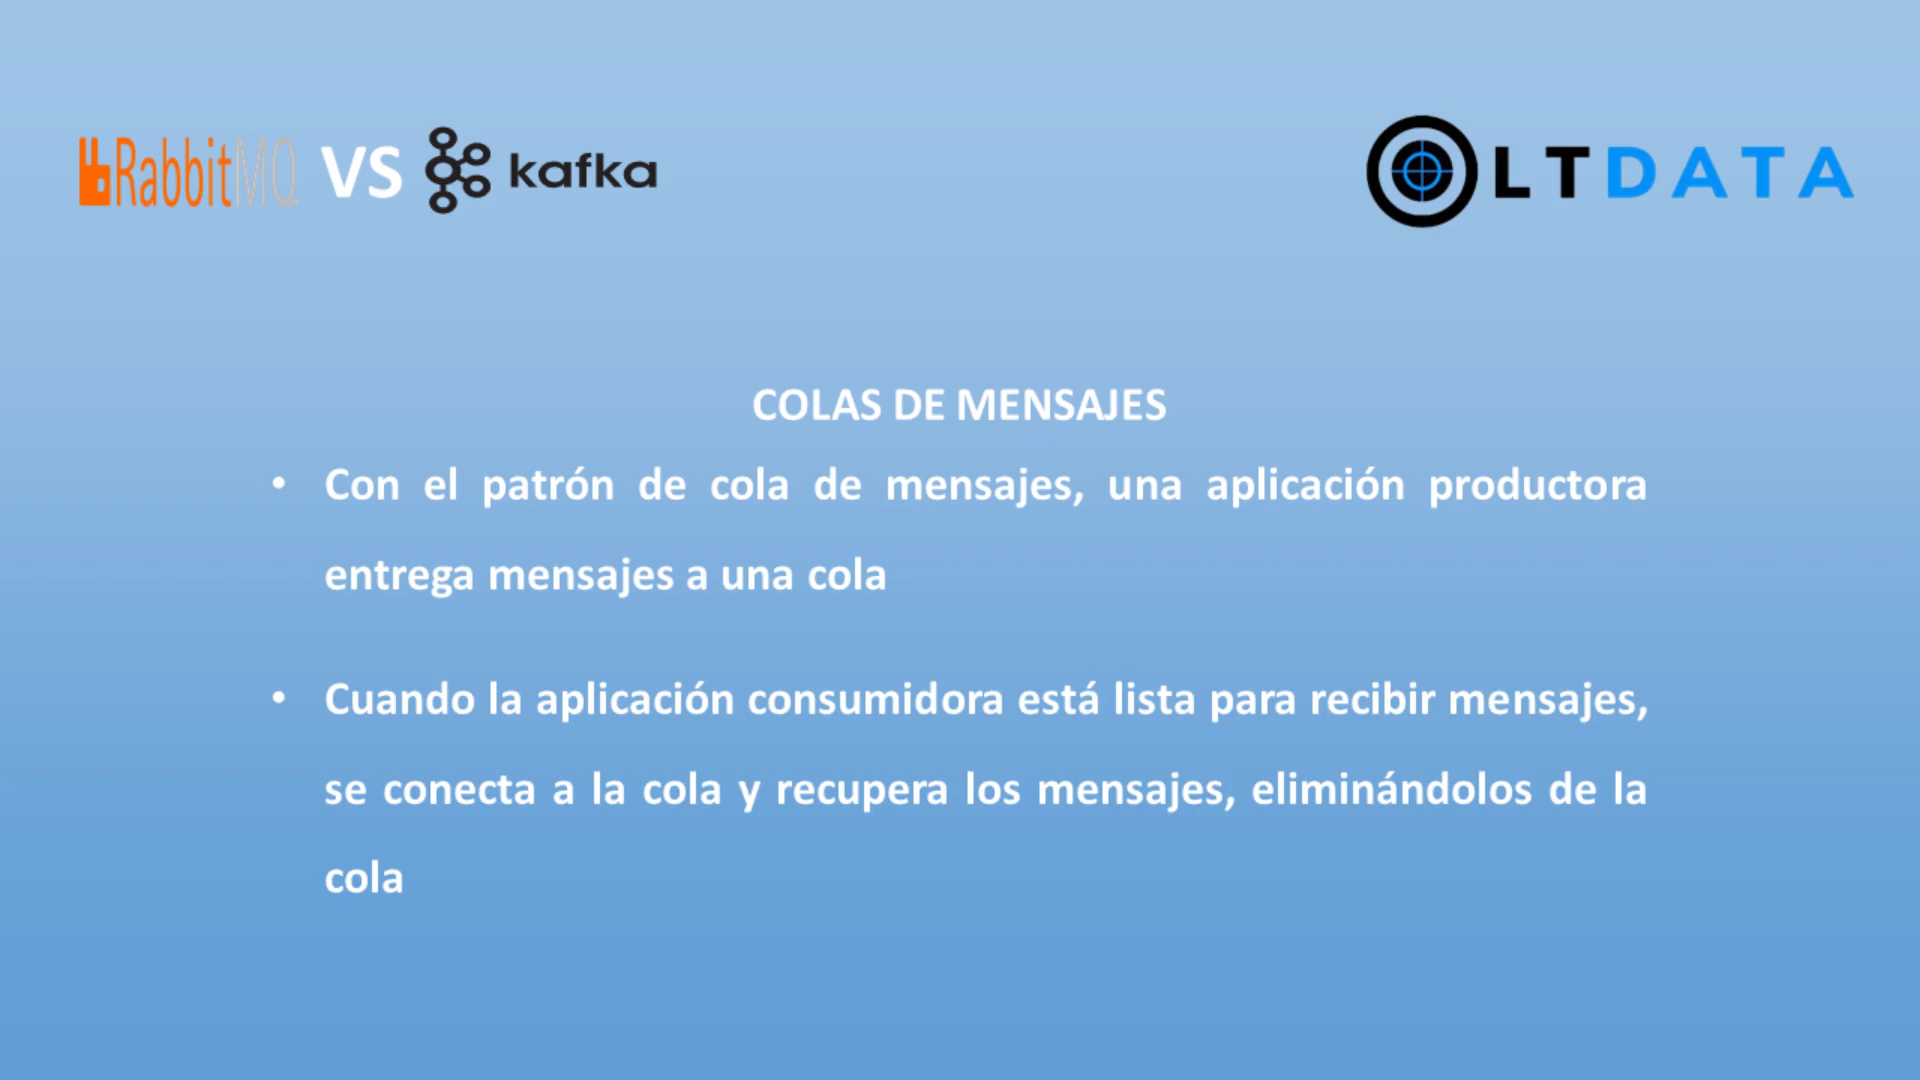 RabbitMQ VS kafka
LTDATA
COLAS DE MENSAJES
• Con el patrón de cola de mensajes, una aplicación productora
entrega mensajes a una cola
• Cuando la aplicación consumidora está lista para recibir mensajes,
se conecta a la cola y recupera los mensajes, eliminándolos de la
cola